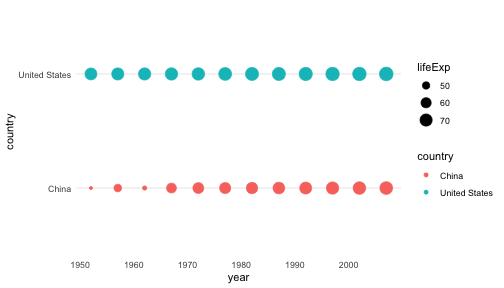 lifeExp
50
United States
60
70
country
country
China
China
United States
1950 1960 1970 1980 1990 2000
year